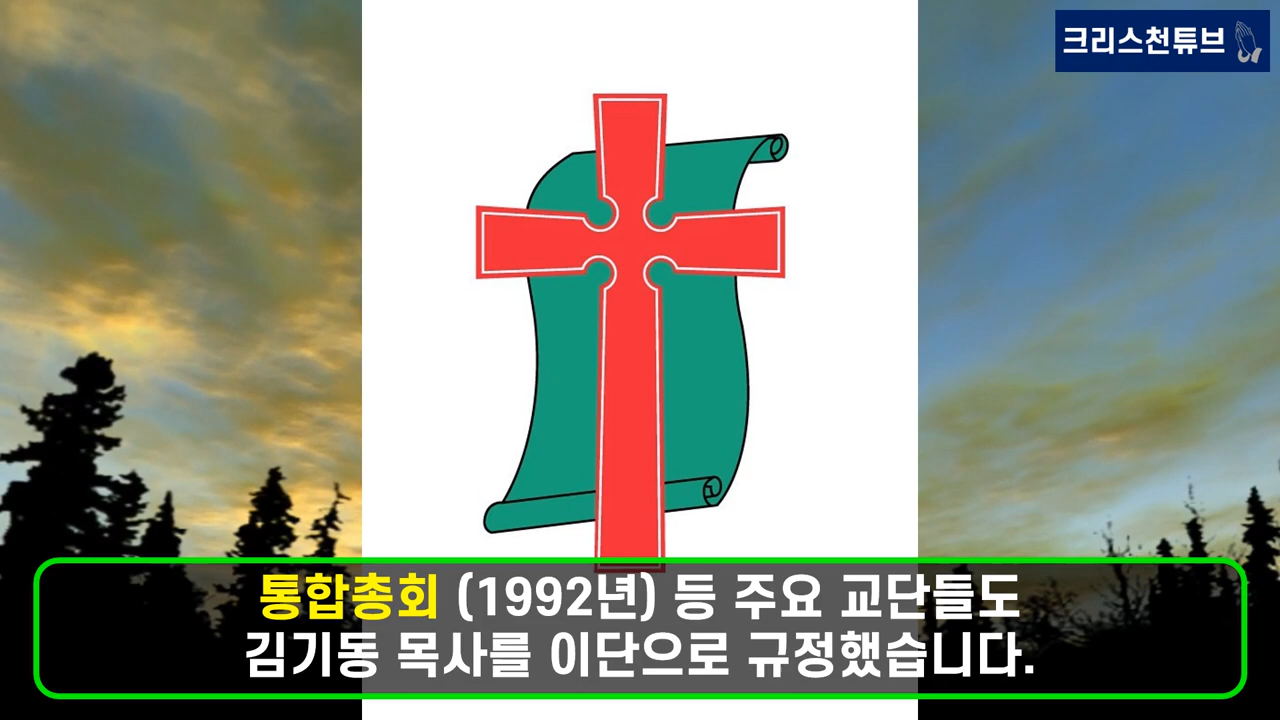 크리스천튜브
통합총회 (1992년) 등 주요 교단들도
김기동 목사를 이단으로 규정했습니다.